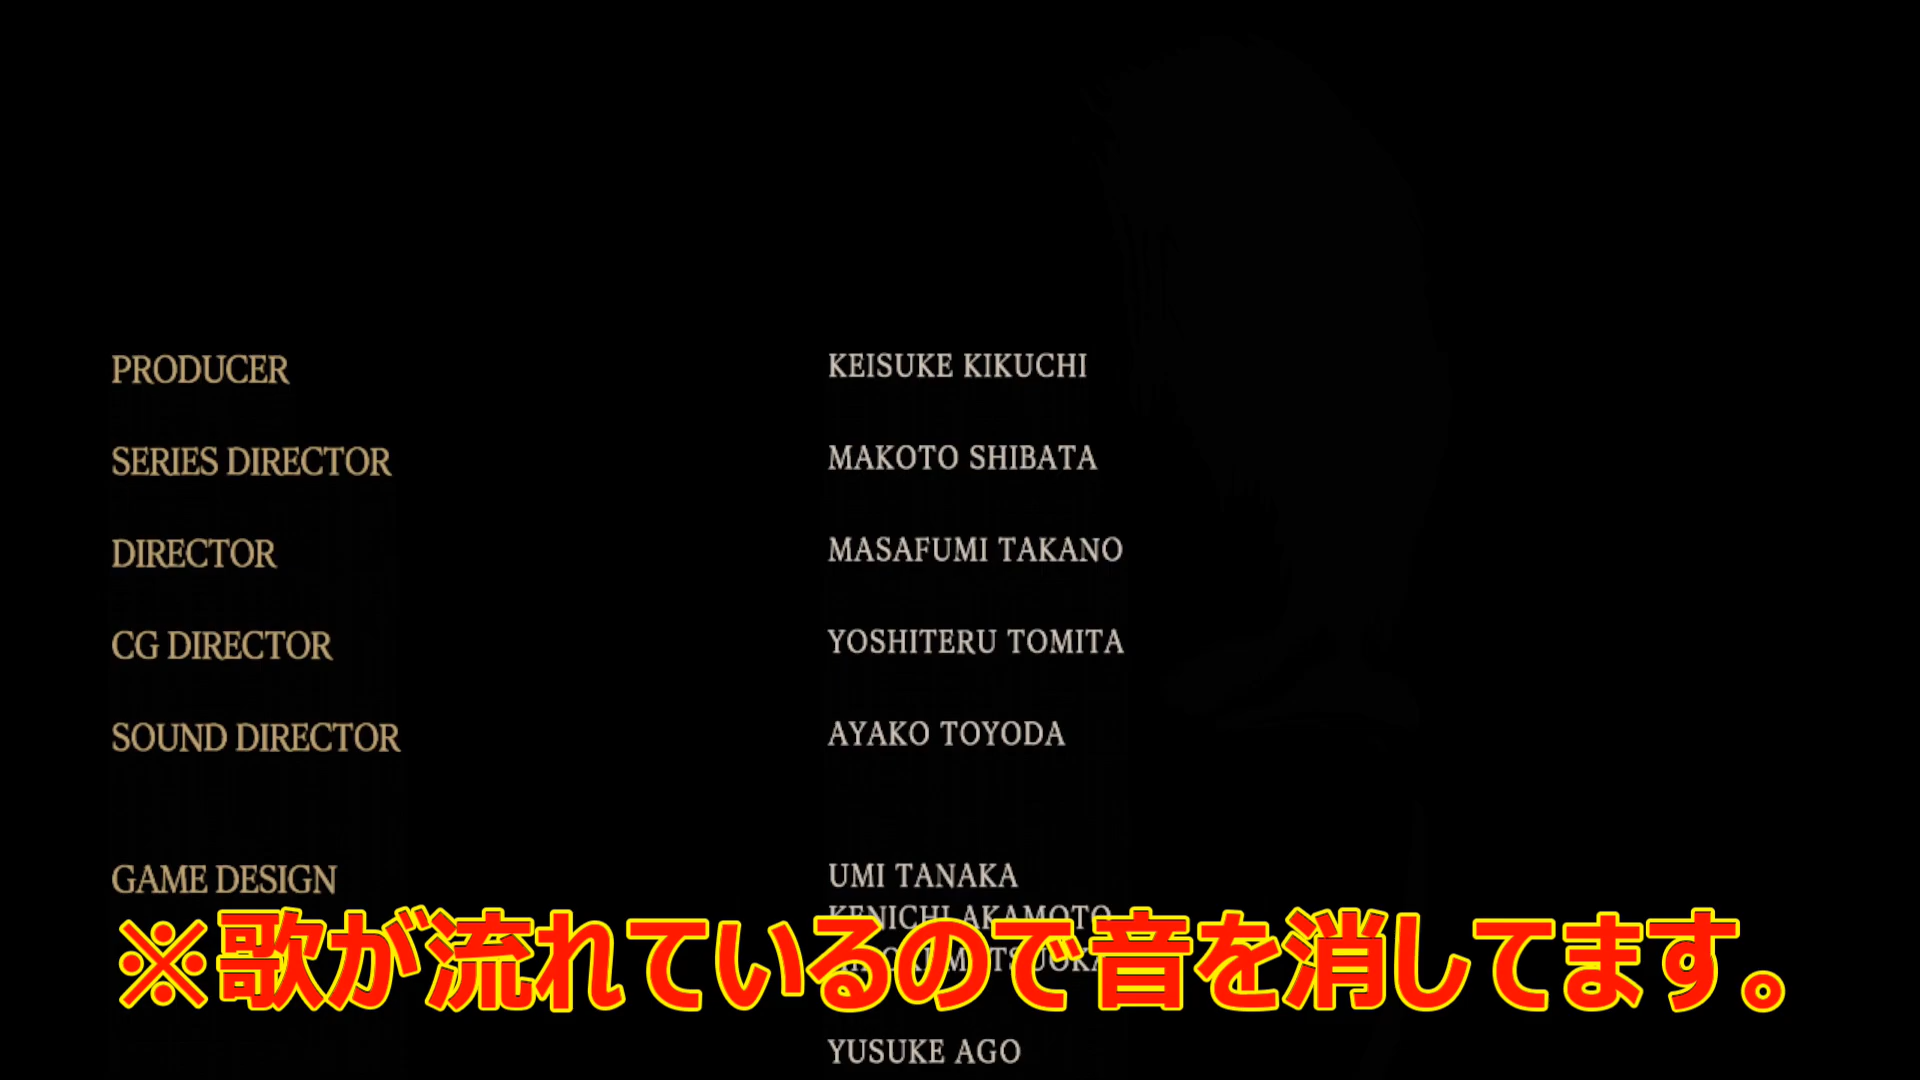 PRODUCER KEISUKE KIKUCHI
SERIES DIRECTOR MAKOTO SHIBATA
DIRECTOR MASAFUMI TAKANO
CG DIRECTOR YOSHITERU TOMITA
SOUND DIRECTOR AYAKO TOYODA
GAME DESIGN UMI TANAKA
KENICHI AKAMOTO
※歌が流れているので音を消してます。
YUSUKE AGO